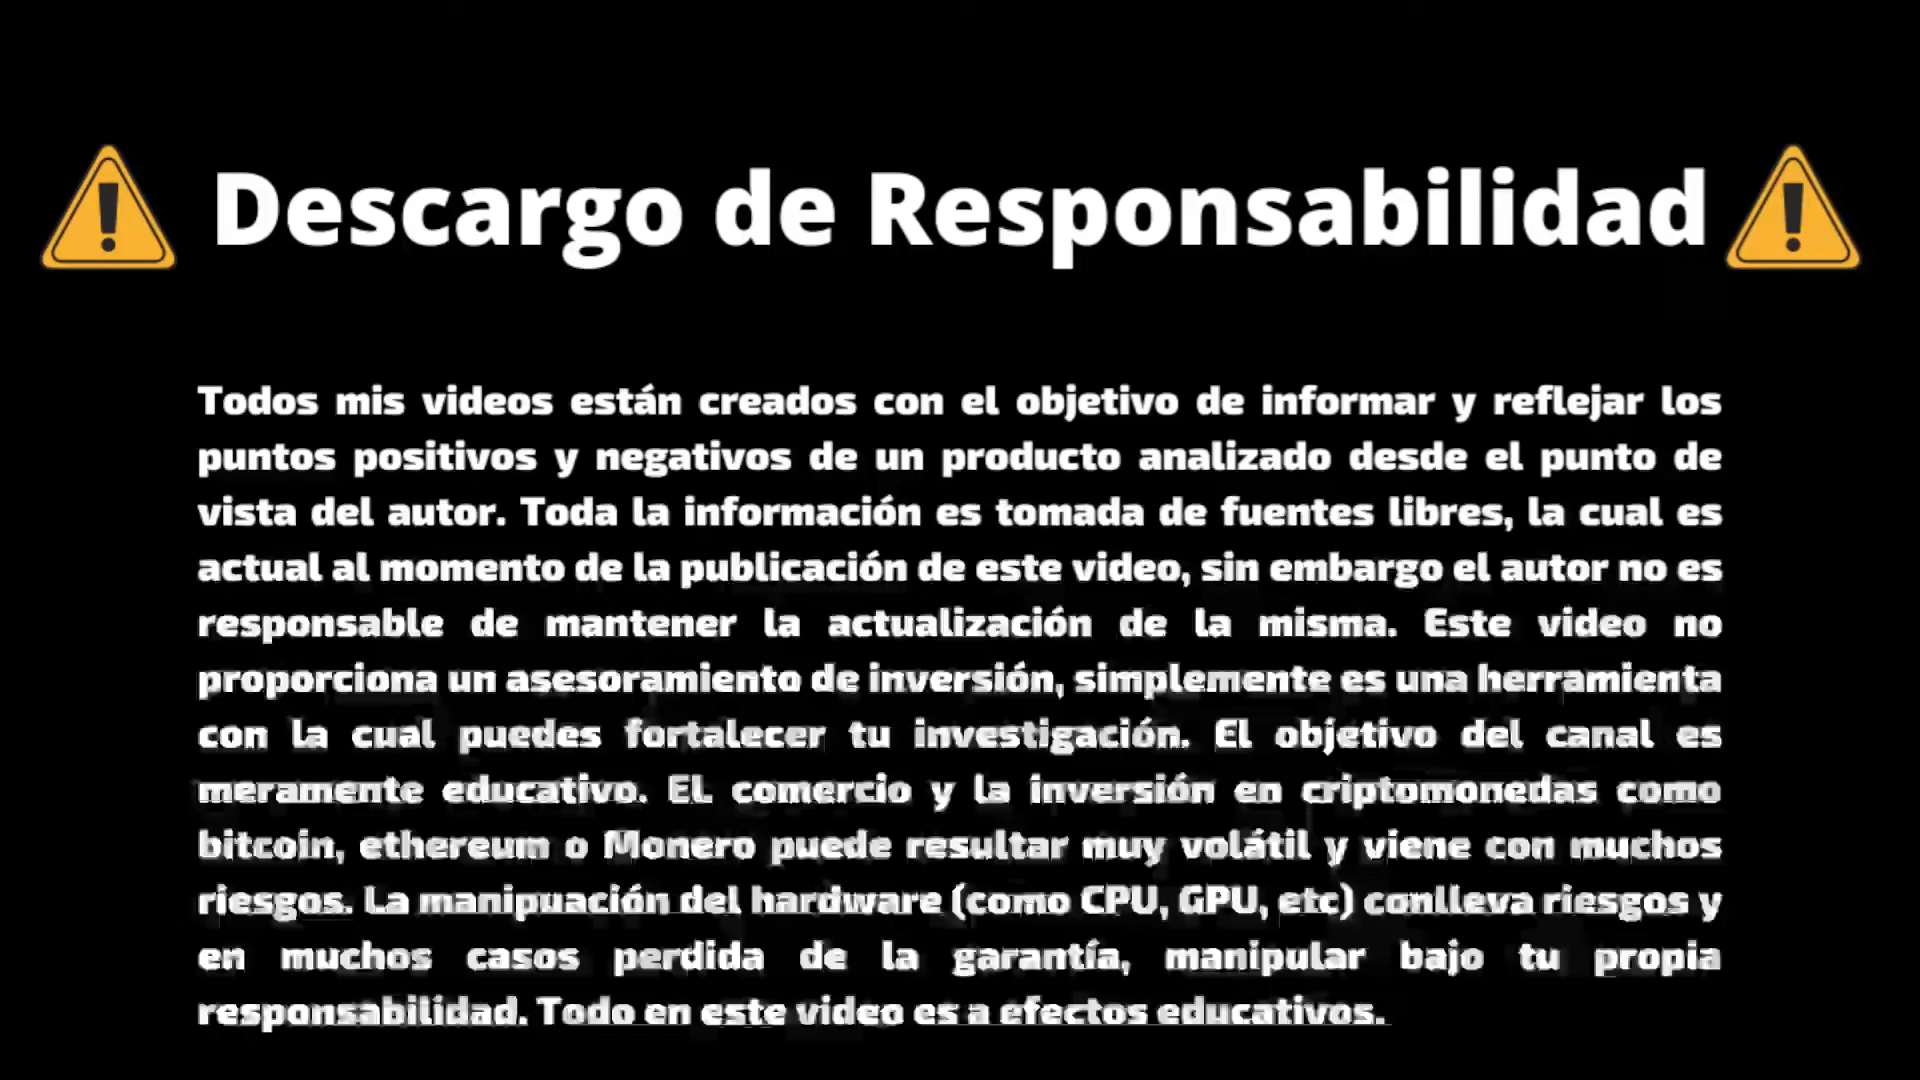 Descargo de Responsabilidad
Todos mis videos están creados con el objetivo de informar y reflejar los
puntos positivos y negativos de un producto analizado desde el punto de
vista del autor. Toda la información es tomada de fuentes libres, la cual es
actual al momento de la publicación de este video, sin embargo el autor no es
responsable de mantener la actualización de la misma. Este video no
proporciona un asesoramiento de inversión, simplemente es una herramienta
con la cual puedes fortalecer tu investigación. El objetivo del canal es
meramente educativo. El comercio y la inversión en criptomonedas como
bitcoin, ethereum o Monero puede resultar muy volátil y viene con muchos
riesgos. La manipuación del hardware (como CPU, GPU, etc) conlleva riesgos y
en muchos casos perdida de la garantía, manipular bajo tu propia
responsabilidad. Todo en este video es a efectos educativos.